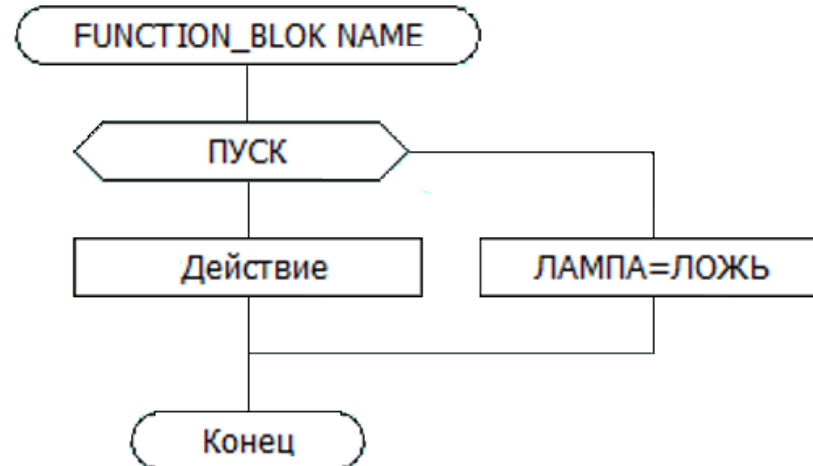 FUNCTION_BLOK NAME
ПУСК
Действие
ЛАМПА=ЛОЖЬ
Конец